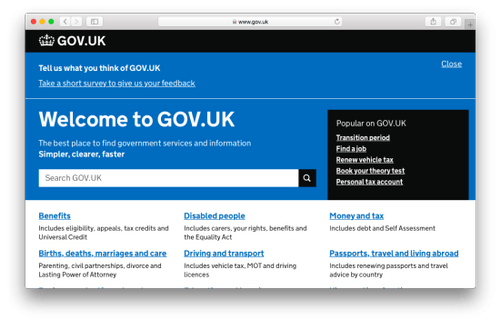 www.gov.uk
GOV.UK
Tell us what you think of GOV.UK
Close
Take a short survey to give us your feedback
Welcome to GOV.UK
The best place to find government services and information
Simpler, clearer, faster
Search GOV.UK
Popular on GOV.UK
Transition period
Find a job
Renew vehicle tax
Book your theory test
Personal tax account
Benefits
Includes eligibility, appeals, tax credits and
Universal Credit
Disabled people
Includes carers, your rights, benefits and
the Equality Act
Money and tax
Includes debt and Self Assessment
Births, deaths, marriages and care
Parenting, civil partnerships, divorce and
Lasting Power of Attorney
Driving and transport
Includes vehicle tax, MOT and driving
licences
Passports, travel and living abroad
Includes renewing passports and travel
advice by country